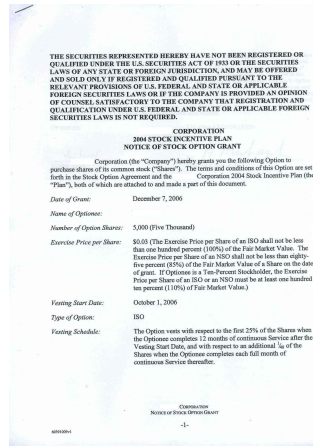 THE SECURITIES REPRESENTED HEREBY HAVE NOT BEEN REGISTERED OR
QUALIFIED UNDER THE U.S. SECURITIES ACT OF 1933 OR THE SECURITIES
LAWS OF ANY STATE OR FOREIGN JURISDICTION, AND MAY BE OFFERED
AND SOLD ONLY IF REGISTERED AND QUALIFIED PURSUANT TO THE
RELEVANT PROVISIONS OF U.S. FEDERAL AND STATE OR APPLICABLE
FOREIGN SECURITIES LAWS OR IF THE COMPANY IS PROVIDED AN OPINION
OF COUNSEL SATISFACTORY TO THE COMPANY THAT REGISTRATION AND
QUALIFICATION UNDER U.S. FEDERAL AND STATE OR APPLICABLE FOREIGN
SECURITIES LAWS IS NOT REQUIRED.
CORPORATION
2004 STOCK INCENTIVE PLAN
NOTICE OF STOCK OPTION GRANT
Corporation (the “Company”) hereby grants you the following Option to
purchase shares of its common stock (“Shares”). The terms and conditions of this Option are set
forth in the Stock Option Agreement and the Corporation 2004 Stock Incentive Plan (the
“Plan”), both of which are attached to and made a part of this document.
Date of Grant: December 7, 2006
Name of Optionee:
Number of Option Shares: 5,000 (Five Thousand)
Exercise Price per Share: $0.03 (The Exercise Price per Share of an ISO shall not be less
than one hundred percent (100%) of the Fair Market Value. The
Exercise Price per Share of an NSO shall not be less than eighty-
five percent (85%) of the Fair Market Value of a Share on the date
of grant. If Optionee is a Ten-Percent Stockholder, the Exercise
Price per Share of an ISO or an NSO must be at least one hundred
ten percent (110%) of Fair Market Value.)
Vesting Start Date: October 1, 2006
Type of Option: ISO
Vesting Schedule: The Option vests with respect to the first 25% of the Shares when
the Optionee completes 12 months of continuous Service after the
Vesting Start Date, and with respect to an additional 1/48 of the
Shares when the Optionee completes each full month of
continuous Service thereafter.
CORPORATION
NOTICE OF STOCK OPTION GRANT
-1-